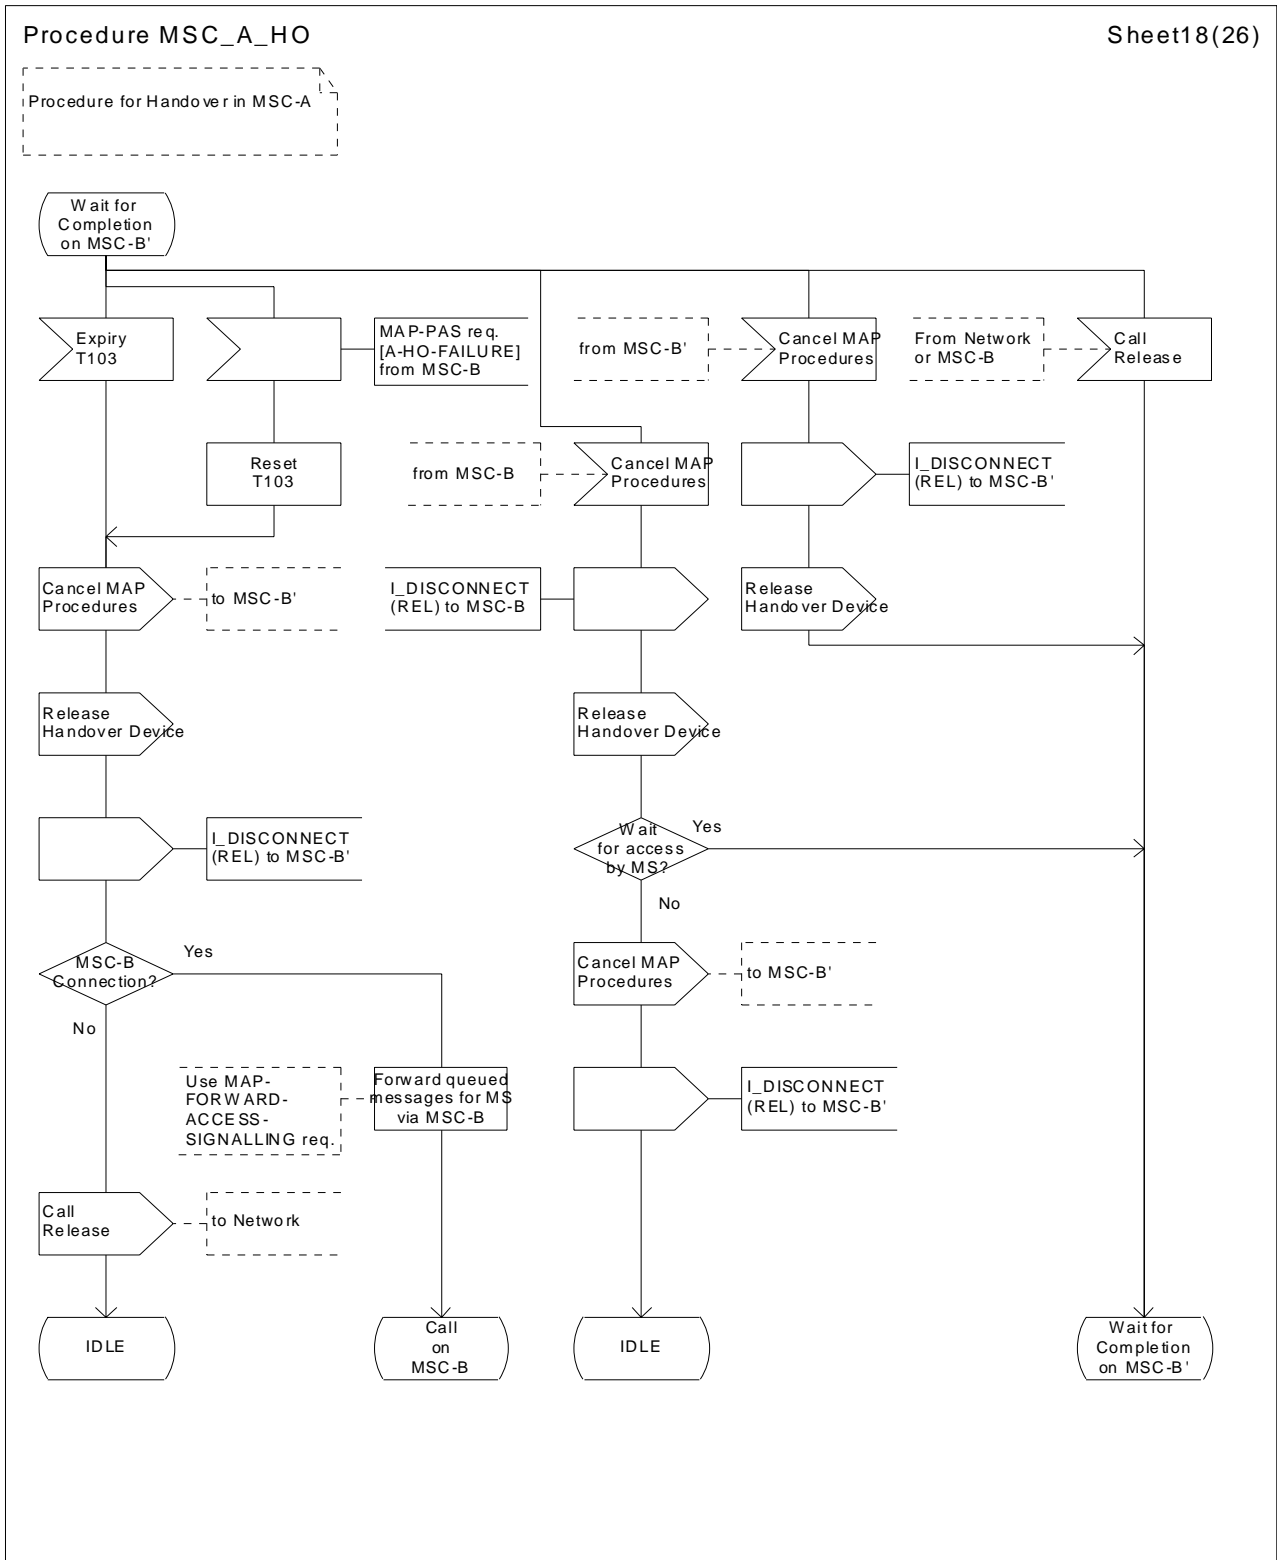 Procedure MSC_A_HO
Sheet18(26)
Procedure for Handover in MSC-A
Wait for
Completion
on MSC-B'
Expiry
T103
MAP-PAS req.
[A-HO-FAILURE]
from MSC-B
from MSC-B'
Cancel MAP
Procedures
From Network
or MSC-B
Call
Release
Reset
T103
from MSC-B
Cancel MAP
Procedures
I_DISCONNECT
(REL) to MSC-B'
Cancel MAP
Procedures
to MSC-B'
I_DISCONNECT
(REL) to MSC-B
Release
Handover Device
Release
Handover Device
Release
Handover Device
I_DISCONNECT
(REL) to MSC-B'
Wait
for access
by MS?
Yes
No
MSC-B
Connection?
Yes
No
Cancel MAP
Procedures
to MSC-B'
Use MAP-
FORWARD-
ACCESS-
SIGNALLING req.
Forward queued
messages for MS
via MSC-B
I_DISCONNECT
(REL) to MSC-B'
Call
Release
to Network
IDLE
Call
on
MSC-B
IDLE
Wait for
Completion
on MSC-B'